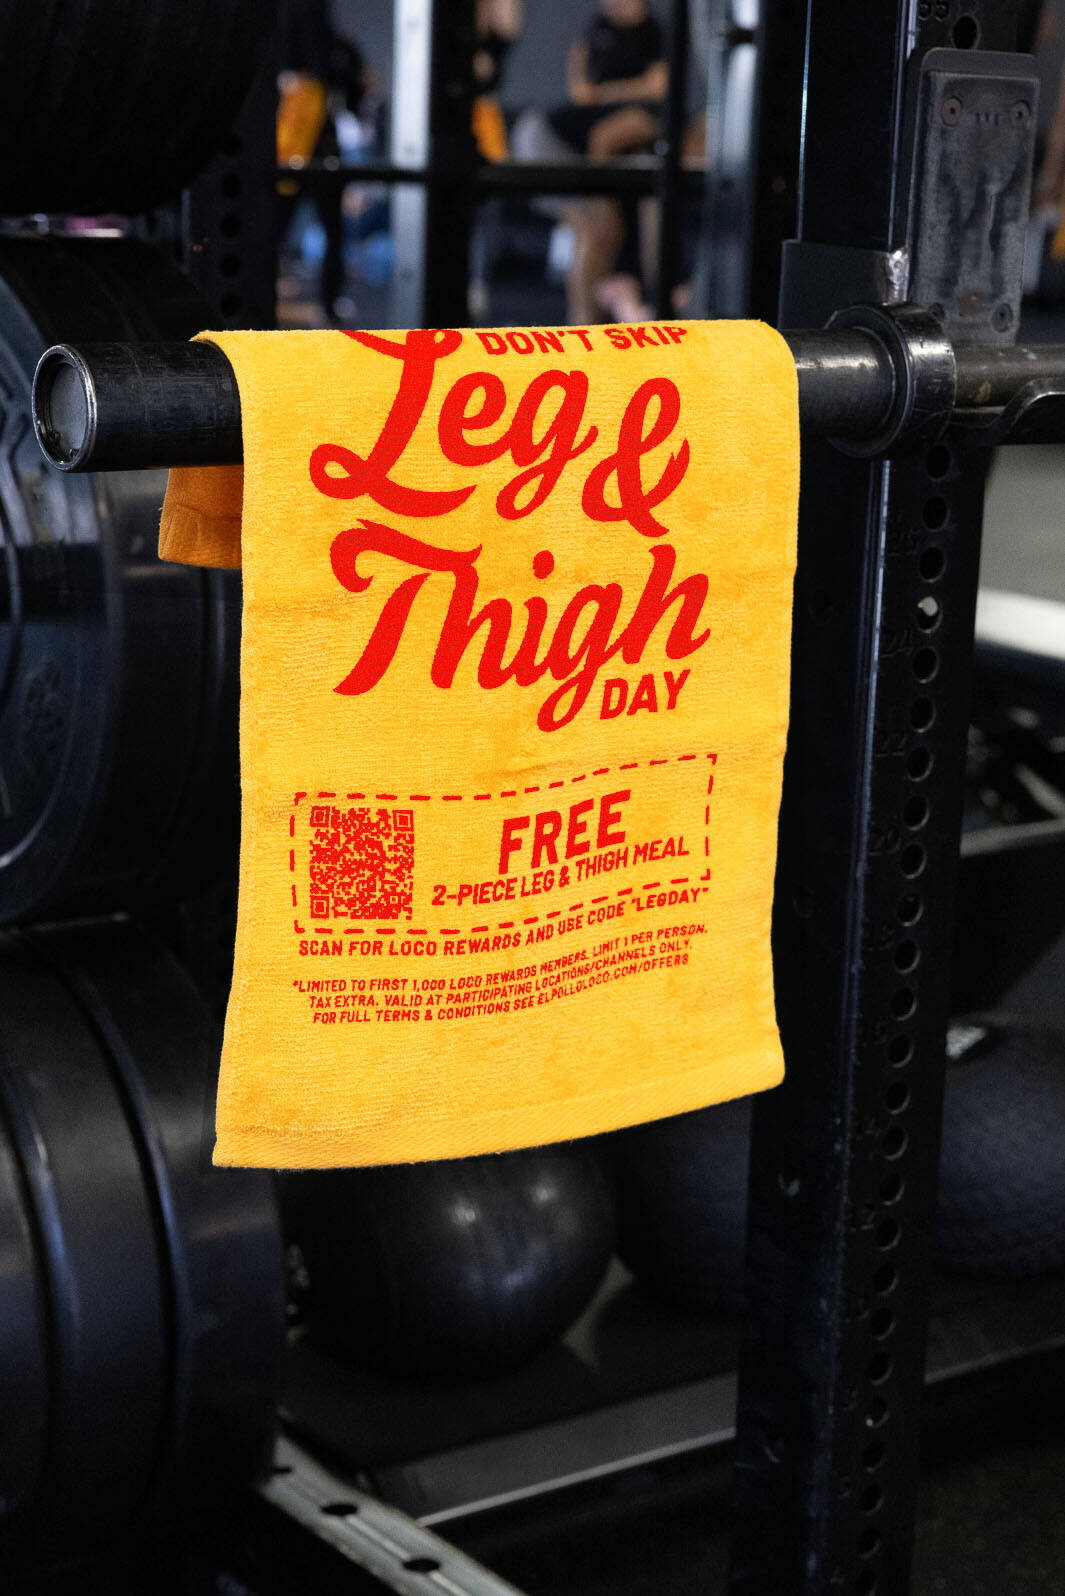 DON'T SKIP
Leg &
Thigh
DAY
FREE
2-PIECE LEG & THIGH MEAL
SCAN FOR LOCO REWARDS AND USE CODE "LEGDAY"
*LIMITED TO FIRST 1,000 LOCO REWARDS MEMBERS. LIMIT 1 PER PERSON.
TAX EXTRA. VALID AT PARTICIPATING LOCATIONS/CHANNELS ONLY.
FOR FULL TERMS & CONDITIONS SEE ELPOLLOLOCO.COM/OFFERS